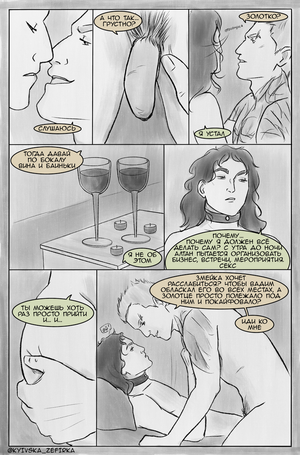 А ЧТО ТАК...
ГРУСТНО?
ЗОЛОТКО?
СЛУШАЮСЬ
Я УСТАЛ
ТОГДА ДАВАЙ
ПО БОКАЛУ
ВИНА И БАИНЬКИ
Я НЕ ОБ
ЭТОМ
ПОЧЕМУ...
ПОЧЕМУ Я ДОЛЖЕН ВСЁ
ДЕЛАТЬ САМ? С УТРА ДО НОЧИ
АЛТАН ПЫТАЕТСЯ ОРГАНИЗОВАТЬ
БИЗНЕС, ВСТРЕЧИ, МЕРОПРИЯТИЯ
СЕКС
ТЫ МОЖЕШЬ ХОТЬ
РАЗ ПРОСТО ПРИЙТИ
И... И...
ЗМЕЙКА ХОЧЕТ
РАССЛАБИТЬСЯ? ЧТОБЫ ВАДИМ
ОБЛАСКАЛ ЕГО ВО ВСЕХ МЕСТАХ, А
ЗОЛОТЦЕ ПРОСТО ПОЛЕЖАЛО ПОД
НИМ И ПОКАЙФОВАЛО?
ИДИ КО
МНЕ
@KYIVSKA_ZEFIRKA